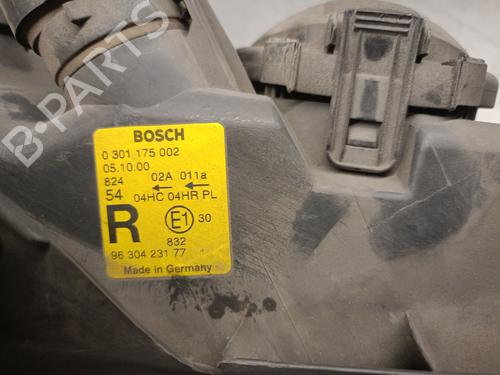 BOSCH
0 301 175 002
05.10.00
824 02A 011a
54 ← ←
04HC 04HR PL
R E1 30
832
96 304 231 77
Made in Germany
B-PARTS